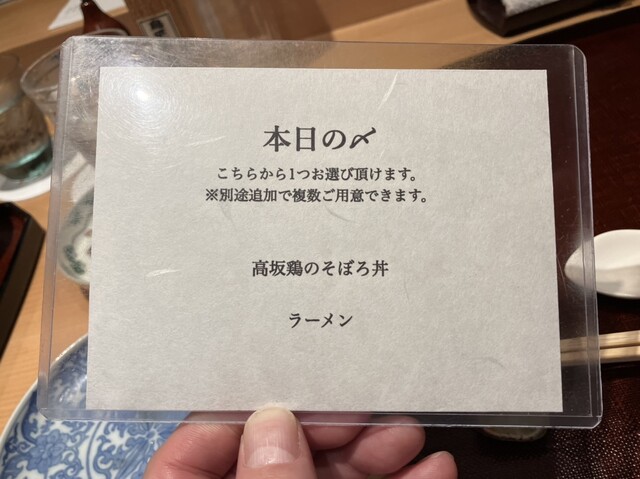 本日の〆
こちらから1つお選び頂けます。
※別途追加で複数ご用意できます。
高坂鶏のそぼろ丼
ラーメン